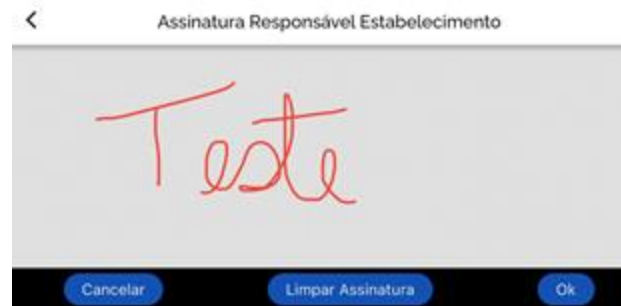 Assinatura Responsável Estabelecimento
Teste
Cancelar Limpar Assinatura Ok